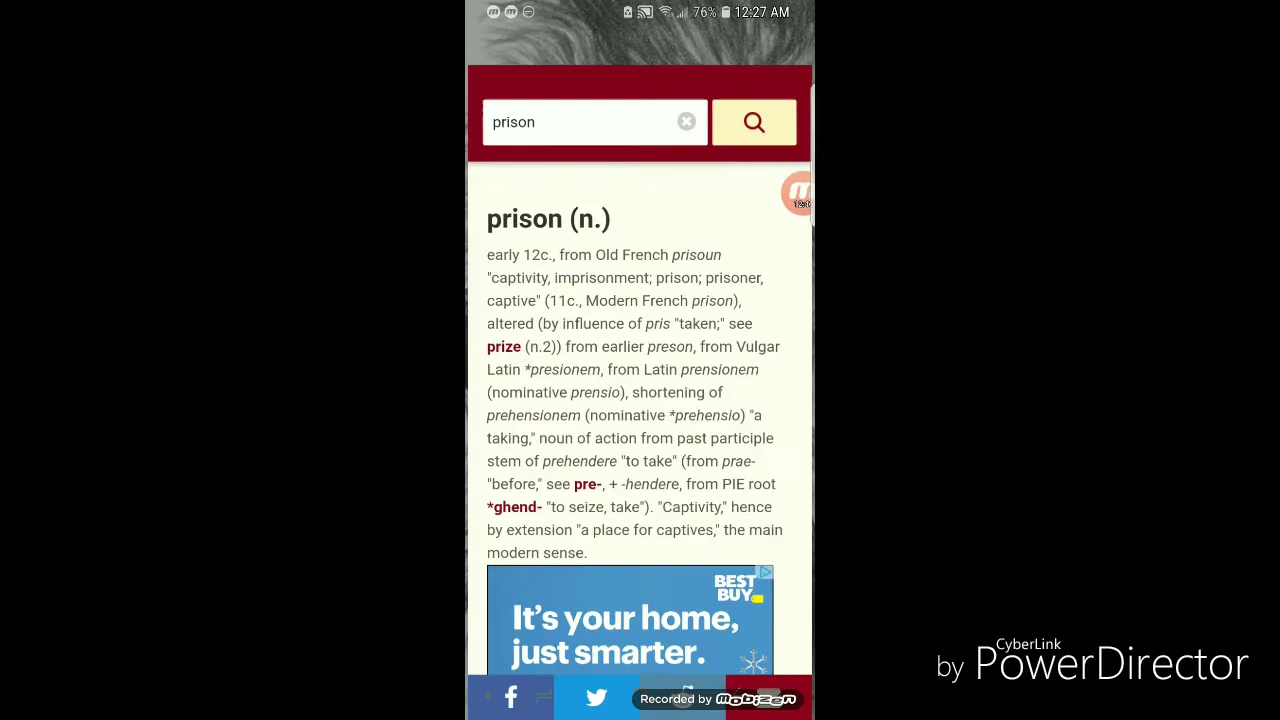 76% 12:27 AM
prison
prison (n.)
early 12c., from Old French prisoun
"captivity, imprisonment; prison; prisoner,
captive" (11c., Modern French prison),
altered (by influence of pris "taken;" see
prize (n.2)) from earlier preson, from Vulgar
Latin *presionem, from Latin prensionem
(nominative prensio), shortening of
prehensionem (nominative *prehensio) "a
taking," noun of action from past participle
stem of prehendere "to take" (from prae-
"before," see pre-, + -hendere, from PIE root
*ghend- "to seize, take"). "Captivity," hence
by extension "a place for captives," the main
modern sense.
BEST
BUY
It's your home,
just smarter.
Recorded by mobizen
CyberLink
by PowerDirector